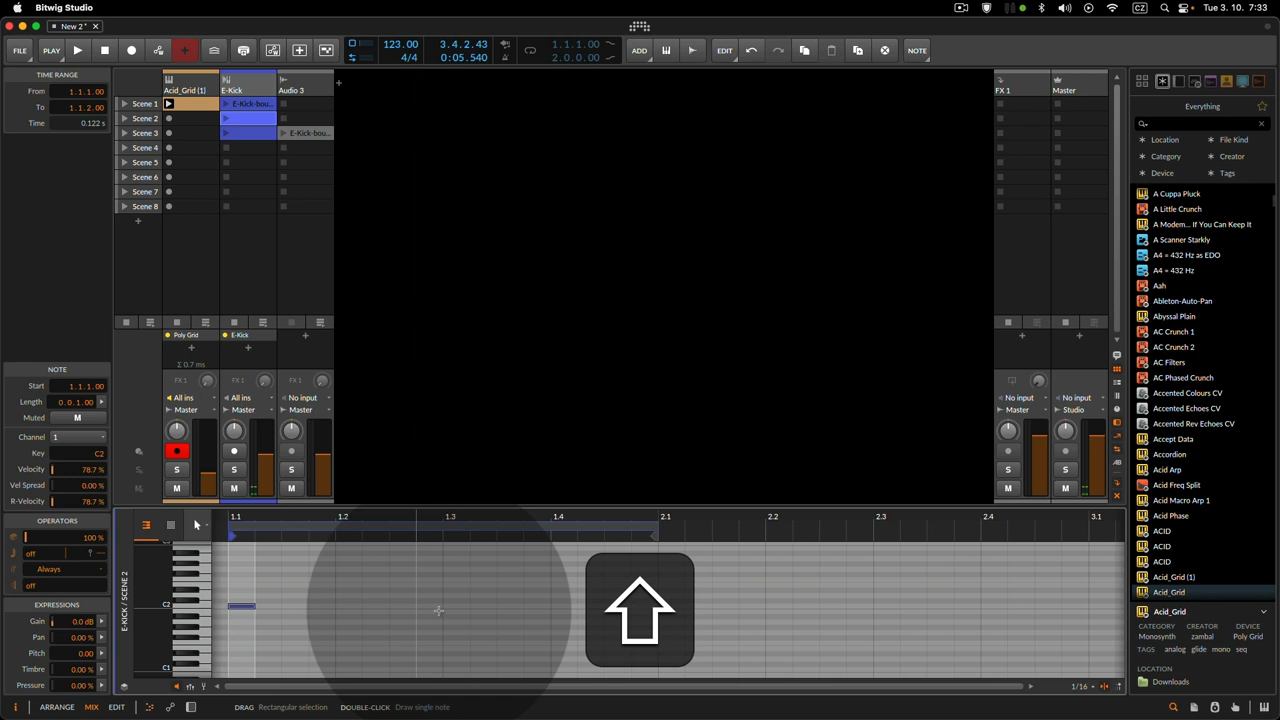 Bitwig Studio
CZ
Tue 3. 10. 7:33
New 2*
FILE
PLAY
123.00
4/4
3.4.2.43
0:05.540
1.1.1.00
2.0.0.00
ADD
EDIT
NOTE
TIME RANGE
From 1.1.1.00
To 1.1.2.00
Time 0.122 s
Acid_Grid (1)
E-Kick
Audio 3
FX 1
Master
Scene 1
E-Kick-bou...
Scene 2
Scene 3
E-Kick-bou...
Scene 4
Scene 5
Scene 6
Scene 7
Scene 8
Poly Grid
E-Kick
Σ 0.7 ms
FX 1
FX 1
FX 1
All ins
All ins
No input
No input
No input
Master
Master
Master
Master
Studio
S
S
S
S
S
M
M
M
M
M
AB
NOTE
Start 1.1.1.00
Length 0.0.1.00
Muted M
Channel 1
Key C2
Velocity 78.7 %
Vel Spread 0.00 %
R-Velocity 78.7 %
OPERATORS
100 %
off
Always
off
EXPRESSIONS
Gain 0.0 dB
Pan 0.00 %
Pitch 0.00
Timbre 0.00 %
Pressure 0.00 %
E-KICK / SCENE 2
1.1
1.2
1.3
1.4
2.1
2.2
2.3
2.4
3.1
C3
C2
C1
1/16
Everything
Location
File Kind
Category
Creator
Device
Tags
A Cuppa Pluck
A Little Crunch
A Modem... If You Can Keep It
A Scanner Starkly
A4 = 432 Hz as EDO
A4 = 432 Hz
Aah
Ableton-Auto-Pan
Abyssal Plain
AC Crunch 1
AC Crunch 2
AC Filters
AC Phased Crunch
Accented Colours CV
Accented Echoes CV
Accented Rev Echoes CV
Accept Data
Accordion
Acid Arp
Acid Freq Split
Acid Macro Arp 1
Acid Phase
ACID
ACID
ACID
Acid_Grid (1)
Acid_Grid
Acid_Grid
CATEGORY
CREATOR
DEVICE
Monosynth
zambal
Poly Grid
TAGS analog glide mono seq
LOCATION
Downloads
i
ARRANGE
MIX
EDIT
DRAG Rectangular selection
DOUBLE-CLICK Draw single note